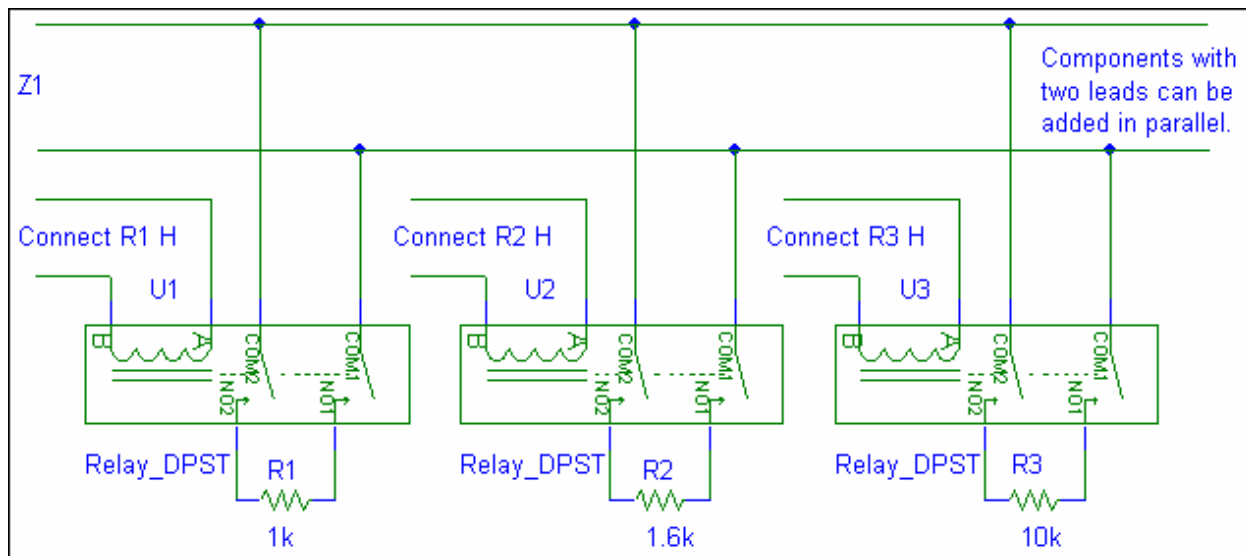 Z1
Components with
two leads can be
added in parallel.
Connect R1 H
Connect R2 H
Connect R3 H
U1
U2
U3
B
A
COM2
COM1
NO2
NO1
B
A
COM2
COM1
NO2
NO1
B
A
COM2
COM1
NO2
NO1
Relay_DPST
R1
Relay_DPST
R2
Relay_DPST
R3
1k
1.6k
10k